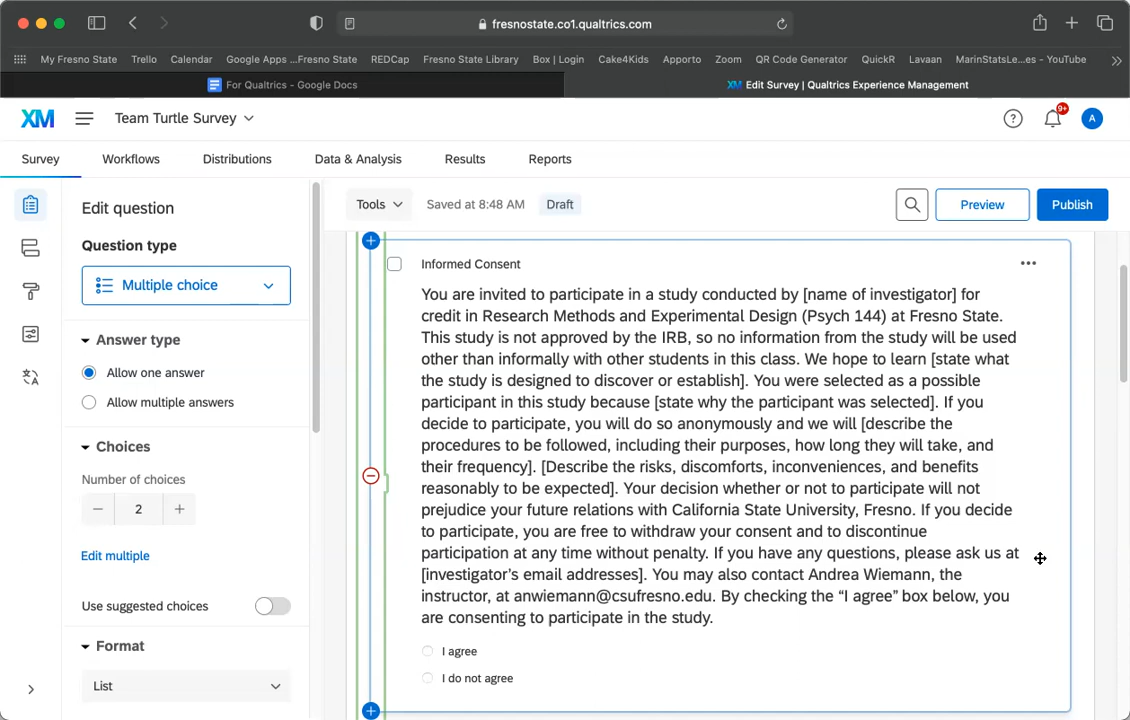 fresnostate.co1.qualtrics.com
My Fresno State Trello Calendar Google Apps ...Fresno State REDCap Fresno State Library Box | Login Cake4Kids Apporto Zoom QR Code Generator QuickR Lavaan MarinStatsLe...es - YouTube
For Qualtrics - Google Docs
XM Edit Survey | Qualtrics Experience Management
XM Team Turtle Survey
9+
A
Survey Workflows Distributions Data & Analysis Results Reports
Edit question
Tools Saved at 8:48 AM Draft Preview Publish
Question type
Multiple choice
Answer type
Allow one answer
Allow multiple answers
Choices
Number of choices
2
Edit multiple
Use suggested choices
Format
List
Informed Consent
You are invited to participate in a study conducted by [name of investigator] for
credit in Research Methods and Experimental Design (Psych 144) at Fresno State.
This study is not approved by the IRB, so no information from the study will be used
other than informally with other students in this class. We hope to learn [state what
the study is designed to discover or establish]. You were selected as a possible
participant in this study because [state why the participant was selected]. If you
decide to participate, you will do so anonymously and we will [describe the
procedures to be followed, including their purposes, how long they will take, and
their frequency]. [Describe the risks, discomforts, inconveniences, and benefits
reasonably to be expected]. Your decision whether or not to participate will not
prejudice your future relations with California State University, Fresno. If you decide
to participate, you are free to withdraw your consent and to discontinue
participation at any time without penalty. If you have any questions, please ask us at
[investigator’s email addresses]. You may also contact Andrea Wiemann, the
instructor, at anwiemann@csufresno.edu. By checking the “I agree” box below, you
are consenting to participate in the study.
I agree
I do not agree